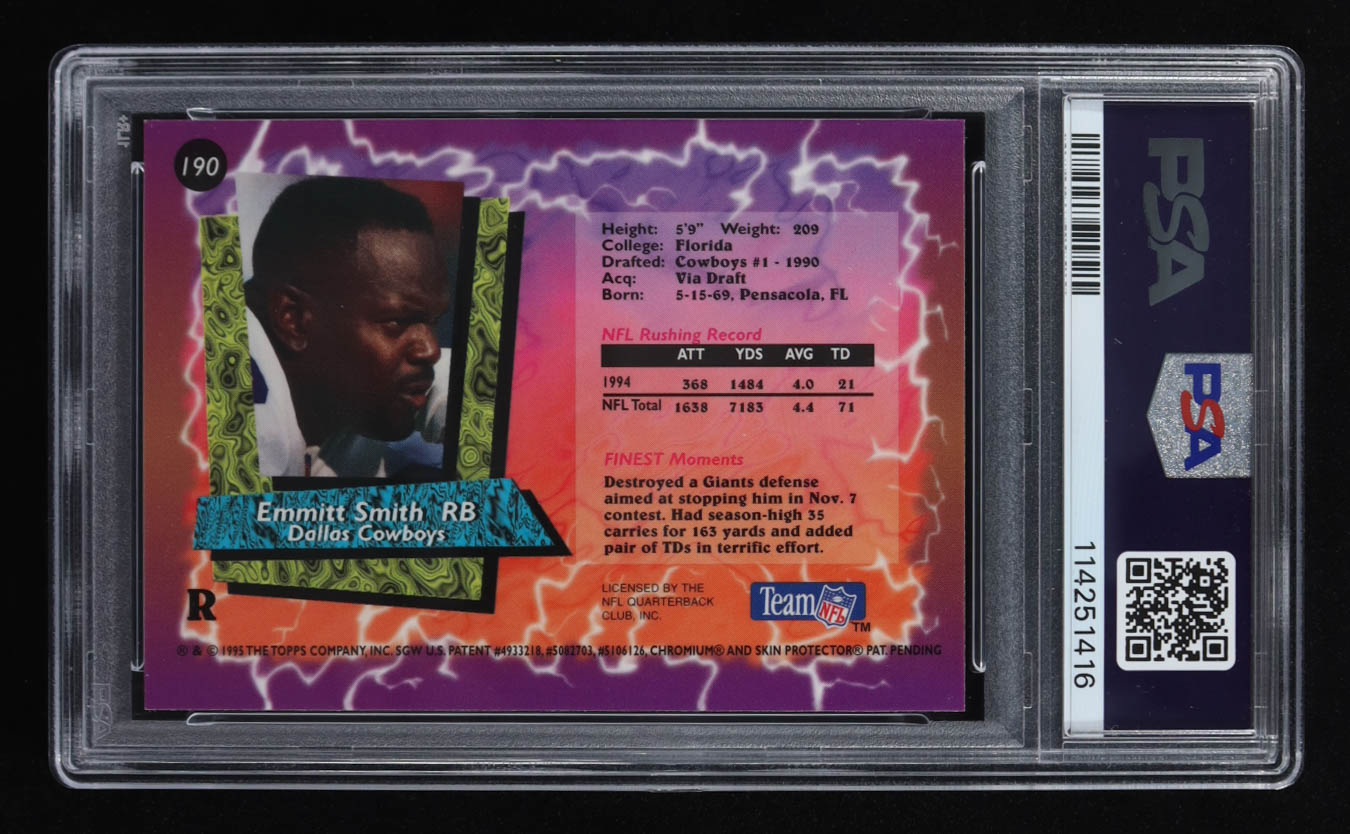 190
Height: 5'9" Weight: 209
College: Florida
Drafted: Cowboys #1 - 1990
Acq: Via Draft
Born: 5-15-69, Pensacola, FL
NFL Rushing Record
ATT YDS AVG TD
1994 368 1484 4.0 21
NFL Total 1638 7183 4.4 71
FINEST Moments
Destroyed a Giants defense
aimed at stopping him in Nov. 7
contest. Had season-high 35
carries for 163 yards and added
pair of TDs in terrific effort.
Emmitt Smith RB
Dallas Cowboys
R
LICENSED BY THE
NFL QUARTERBACK
CLUB, INC.
Team NFL TM
® & © 1995 THE TOPPS COMPANY, INC. SGW U.S. PATENT #4933218, #5082703, #5106126, CHROMIUM® AND SKIN PROTECTOR® PAT. PENDING
PSA
PSA
114251416